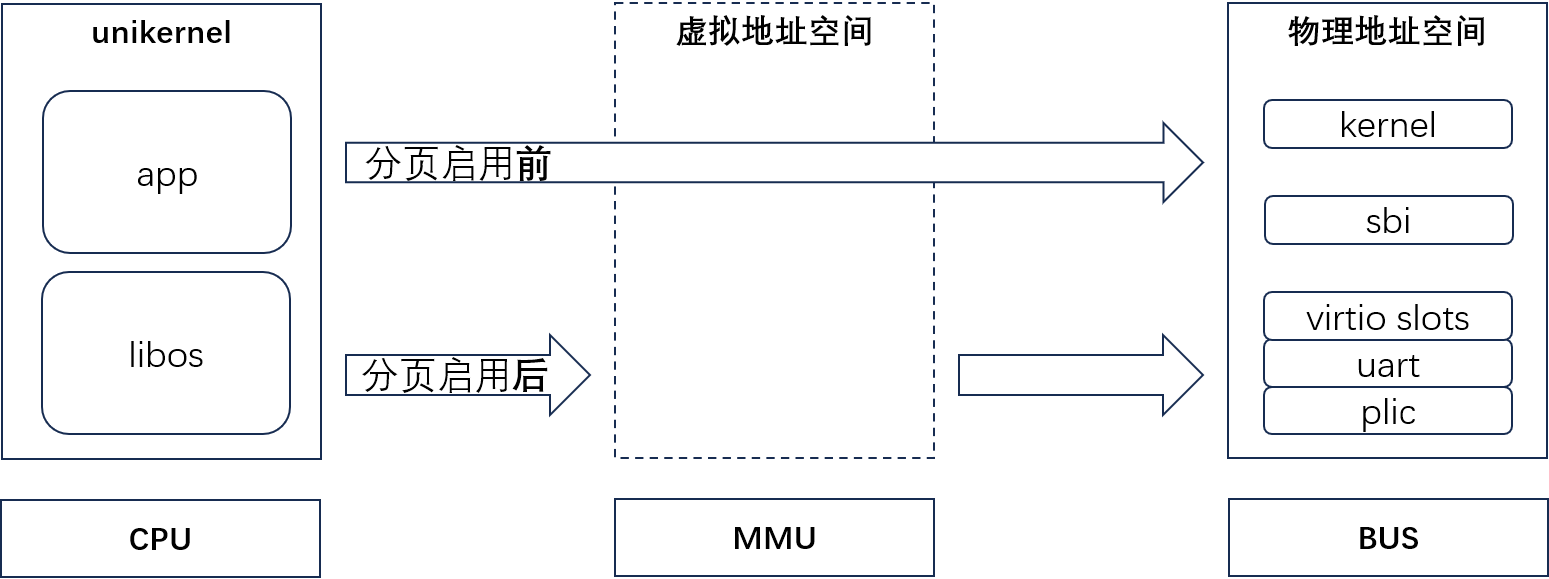 unikernel
app
libos
CPU
分页启用前
分页启用后
虚拟地址空间
MMU
物理地址空间
kernel
sbi
virtio slots
uart
plic
BUS